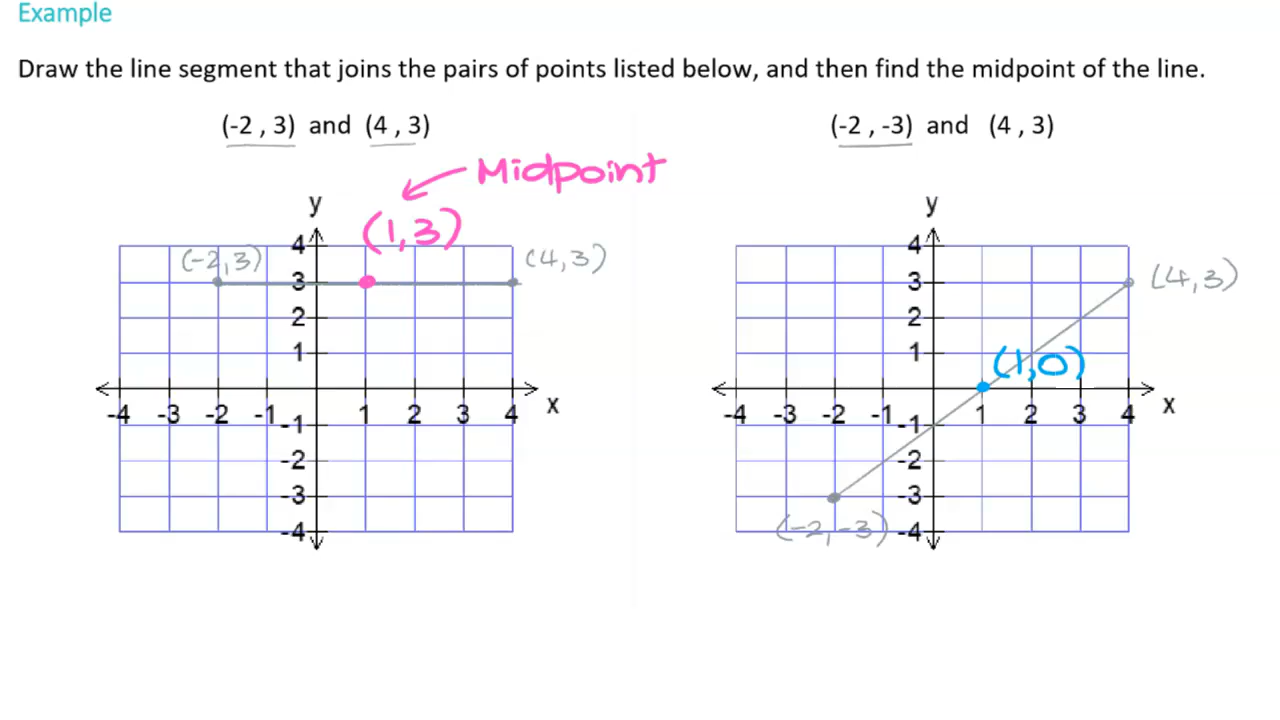 Example
Draw the line segment that joins the pairs of points listed below, and then find the midpoint of the line.
(-2 , 3) and (4 , 3)
(-2 , -3) and (4 , 3)
Midpoint
(1,3)
y
(-2,3)
(4,3)
4
3
2
1
-4 -3 -2 -1 1 2 3 4 x
-1
-2
-3
-4
y
(4,3)
4
3
2
1
(1,0)
-4 -3 -2 -1 1 2 3 4 x
-1
-2
-3
(-2,-3)
-4